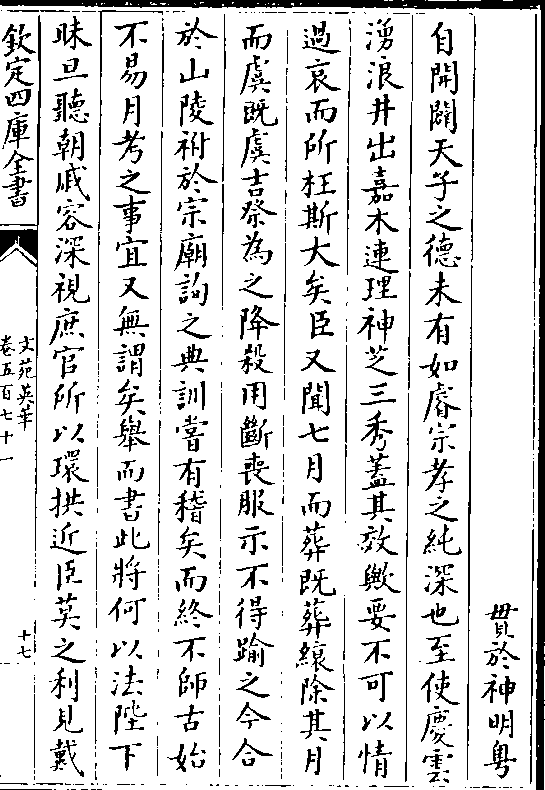 貫於神明粵
自開闢天子之德未有如睿宗孝之純深也至使慶雲
湧浪井出嘉木連理神芝三秀蓋其效歟要不可以情
過哀而所枉斯大矣臣又聞七月而葬既葬縗除其月
而虞既虞吉祭為之降殺用斷喪服示不得踰之今合
於山陵祔於宗廟詢之典訓嘗有稽矣而終不師古始
不易月考之事宜又無謂矣舉而書此將何以法陛下
昧旦聽朝戚容深視庶官所以環拱近臣莫之利見戴
欽定四庫全書
文苑英華
卷五百七十一
十七